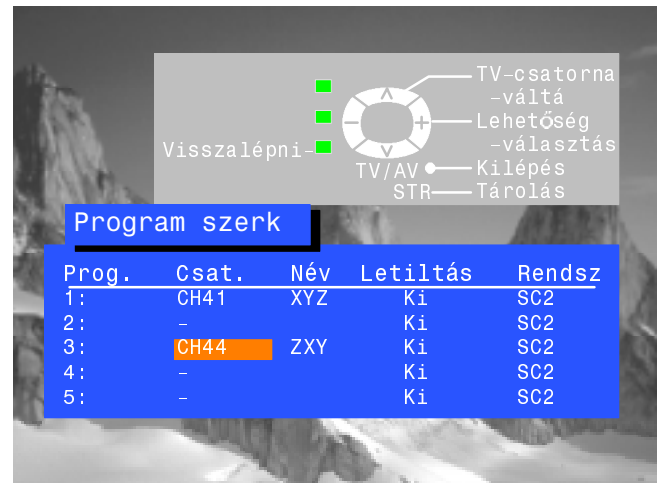 TV-csatorna
-váltá
Lehetőség
-választás
Visszalépni-
TV/AV Kilépés
STR Tárolás
Program szerk
Prog. Csat. Név Letiltás Rendsz
1: CH41 XYZ Ki SC2
2: - Ki SC2
3: CH44 ZXY Ki SC2
4: - Ki SC2
5: - Ki SC2